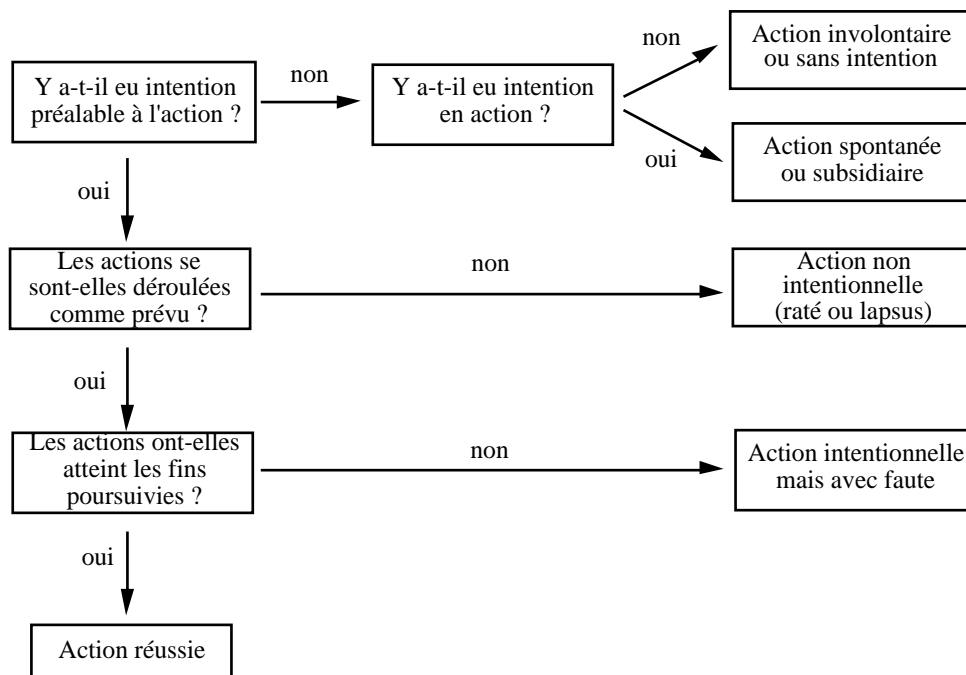 Action involontaire
ou sans intention
non
Y a-t-il eu intention
préalable à l'action ?
non
Y a-t-il eu intention
en action ?
oui
Action spontanée
ou subsidiaire
oui
Les actions se
sont-elles déroulées
comme prévu ?
non
Action non
intentionnelle
(raté ou lapsus)
oui
Les actions ont-elles
atteint les fins
poursuivies ?
non
Action intentionnelle
mais avec faute
oui
Action réussie